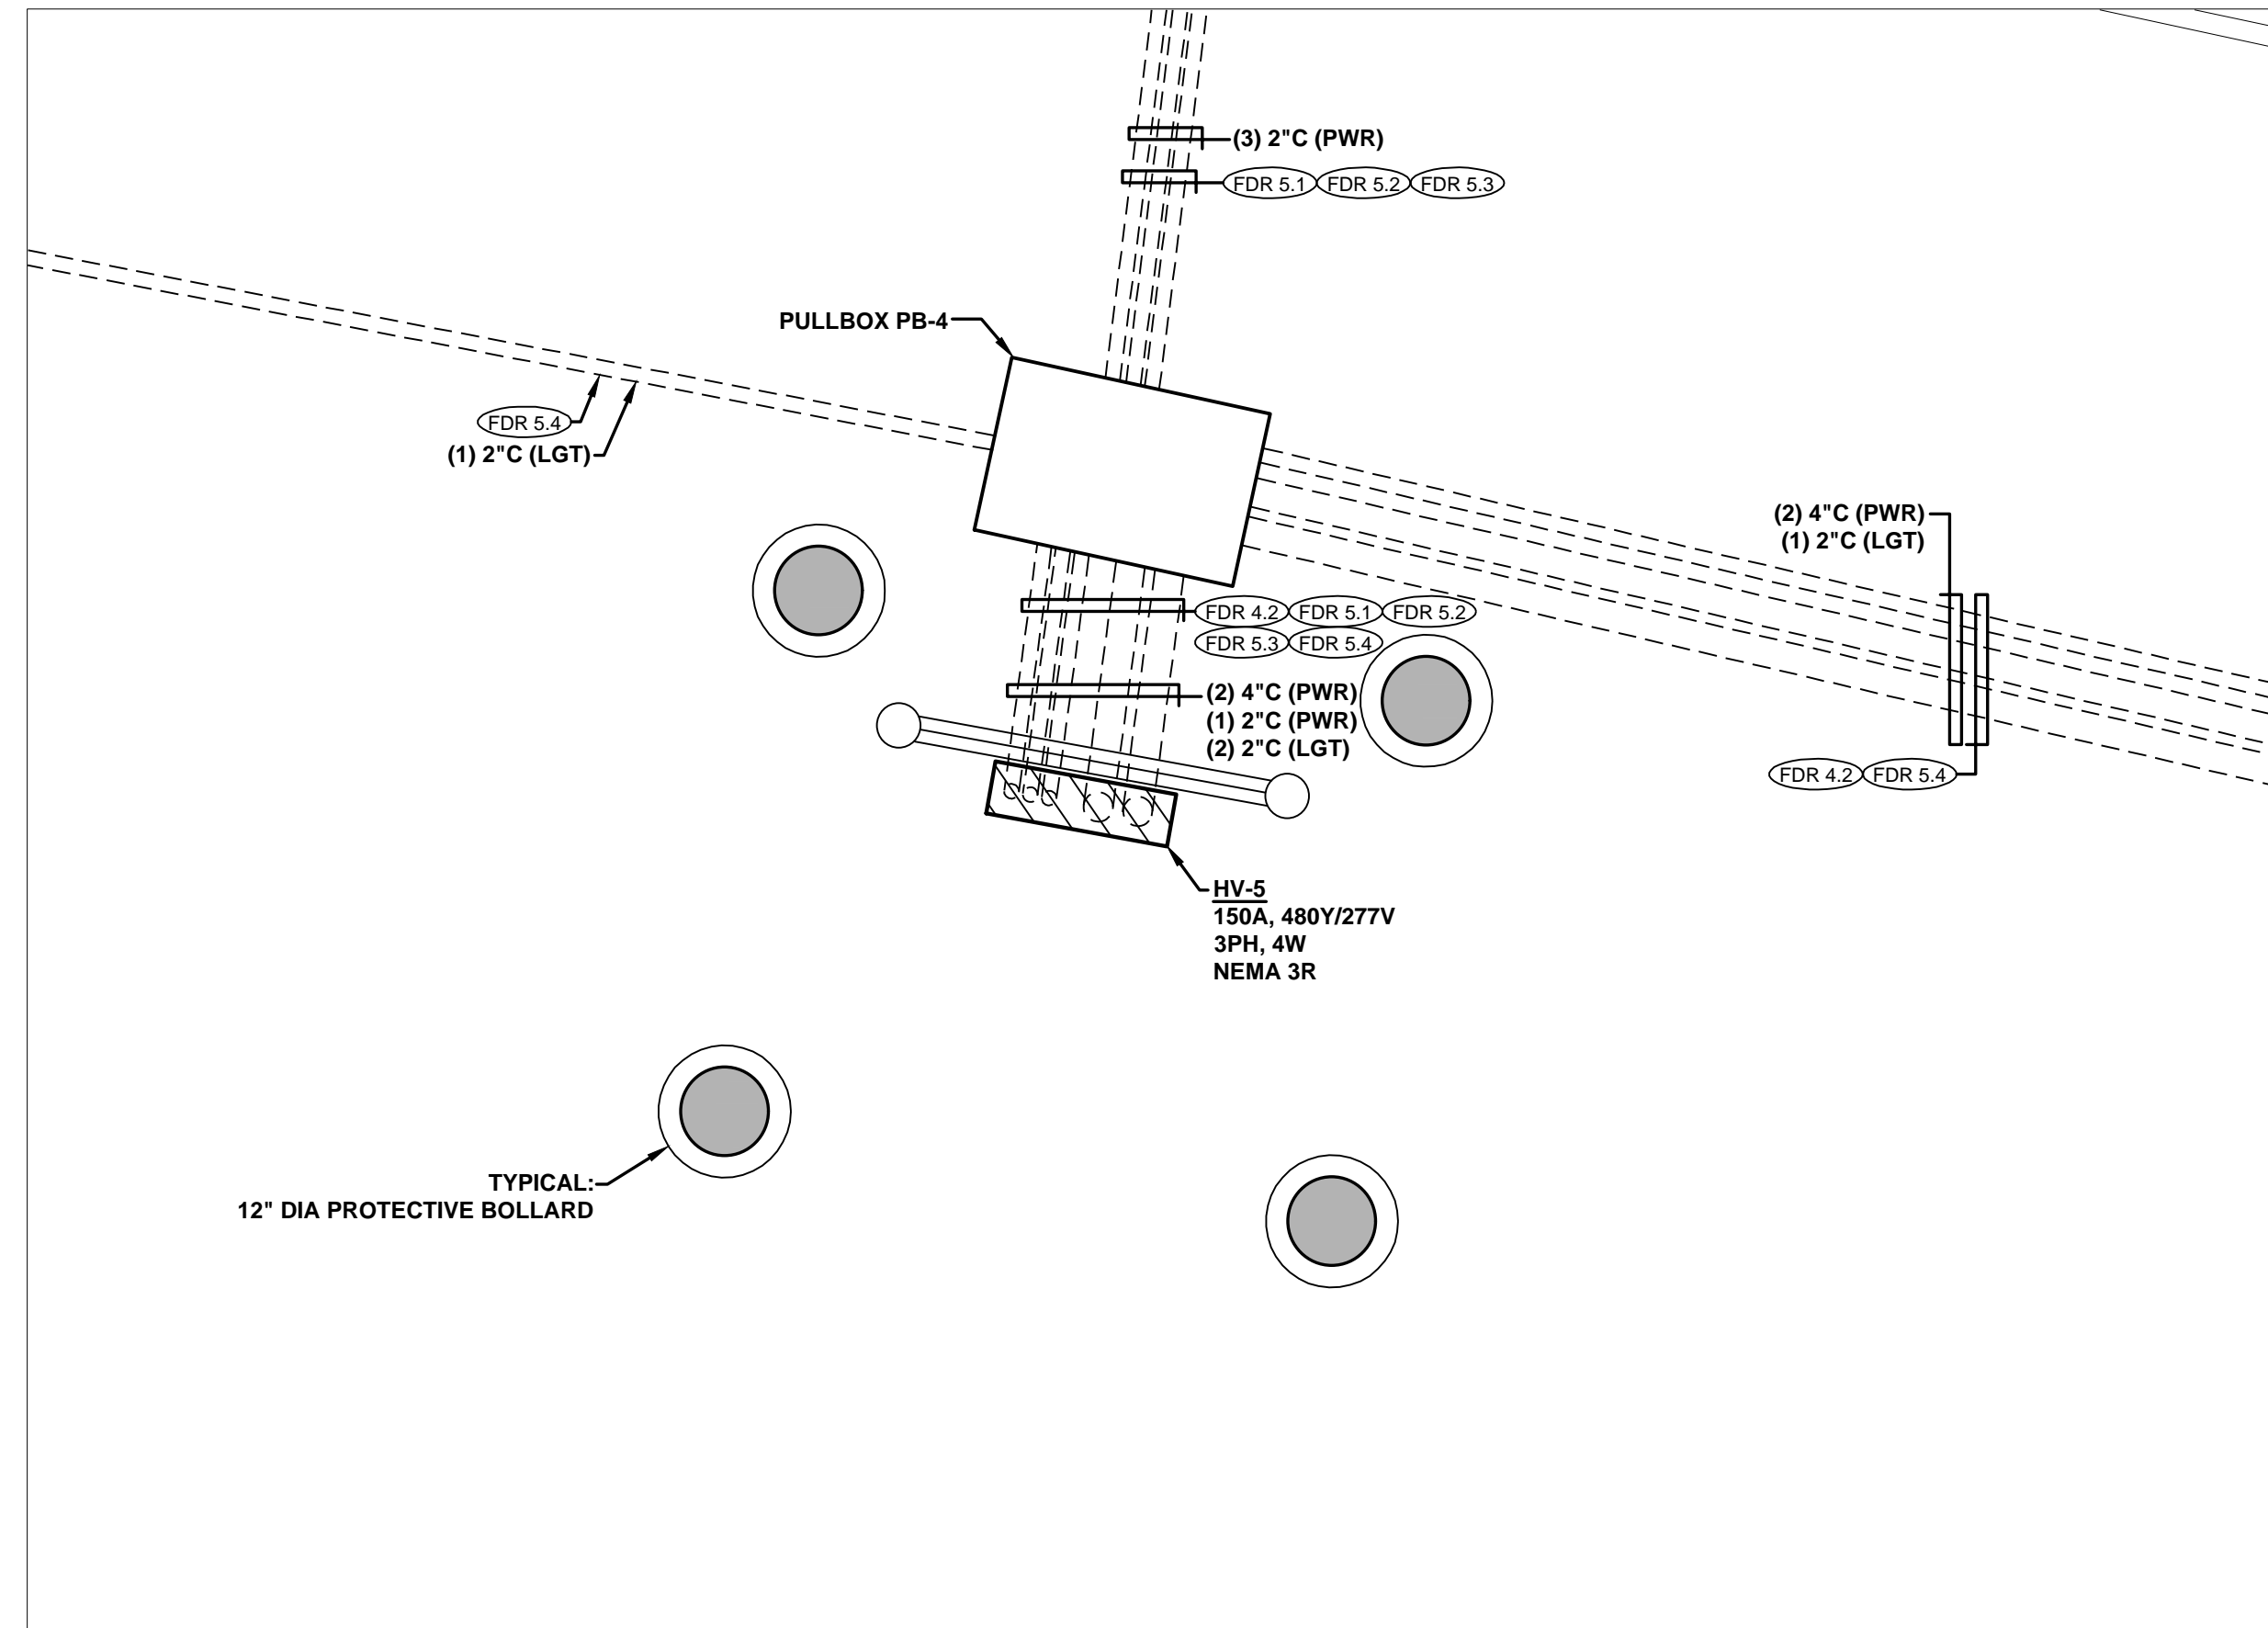 (3) 2"C (PWR)
FDR 5.1 FDR 5.2 FDR 5.3
PULLBOX PB-4
FDR 5.4
(1) 2"C (LGT)
(2) 4"C (PWR)
(1) 2"C (LGT)
FDR 4.2 FDR 5.1 FDR 5.2
FDR 5.3 FDR 5.4
(2) 4"C (PWR)
(1) 2"C (PWR)
(2) 2"C (LGT)
FDR 4.2 FDR 5.4
HV-5
150A, 480Y/277V
3PH, 4W
NEMA 3R
TYPICAL:
12" DIA PROTECTIVE BOLLARD